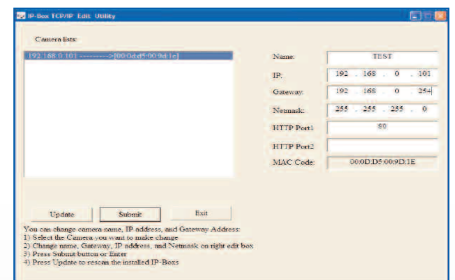 IP-Box TCP/IP Edit Utility
Camera lists:
192.168.0.101 ---------->[00:0d:d5:00:9d:1e]
Name: TEST
IP: 192 . 168 . 0 . 101
Gateway: 192 . 168 . 0 . 254
Netmask: 255 . 255 . 255 . 0
HTTP Port1 80
HTTP Port2
MAC Code: 00:0D:D5:00:9D:1E
Update Submit Exit
You can change camera name, IP address, and Gateway Address:
1) Select the Camera you want to make change
2) Change name, Gateway, IP address, and Netmask on right edit box
3) Press Submit button or Enter
4) Press Update to rescan the installed IP-Boxs